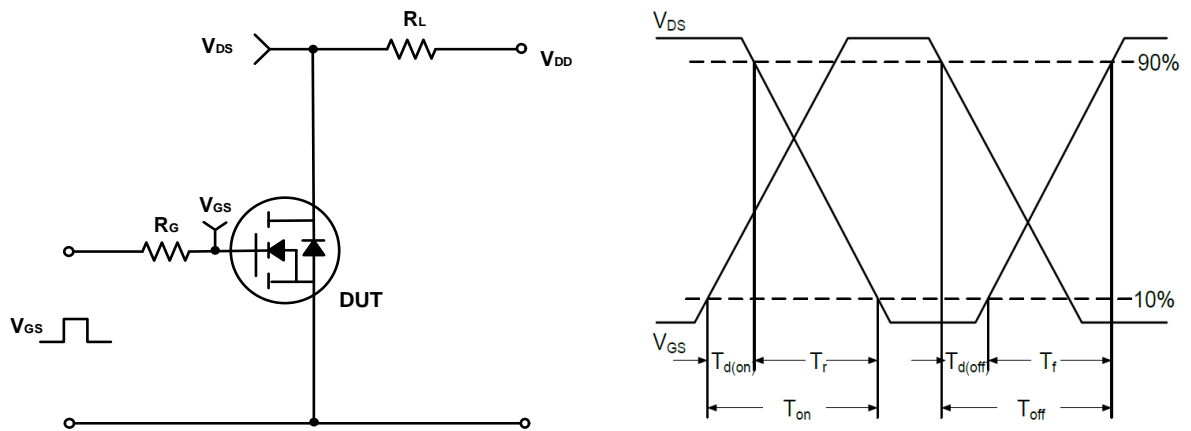 RL
VDS
VDD
VGS
RG
DUT
VGS
VDS
90%
10%
VGS
Td(on)
Tr
Td(off)
Tf
Ton
Toff